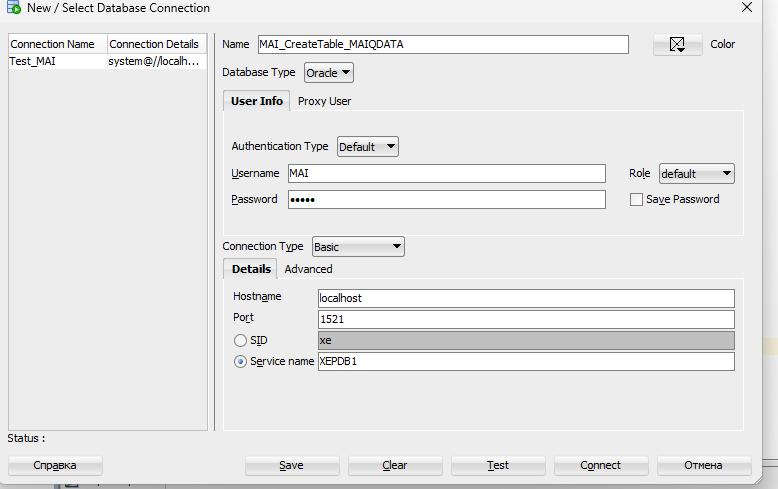 New / Select Database Connection
Connection Name Connection Details
Test_MAI system@//localh...
Name MAI_CreateTable_MAIQDATA Color
Database Type Oracle
User Info Proxy User
Authentication Type Default
Username MAI Role default
Password ••••• Save Password
Connection Type Basic
Details Advanced
Hostname localhost
Port 1521
SID xe
Service name XEPDB1
Status :
Справка Save Clear Test Connect Отмена